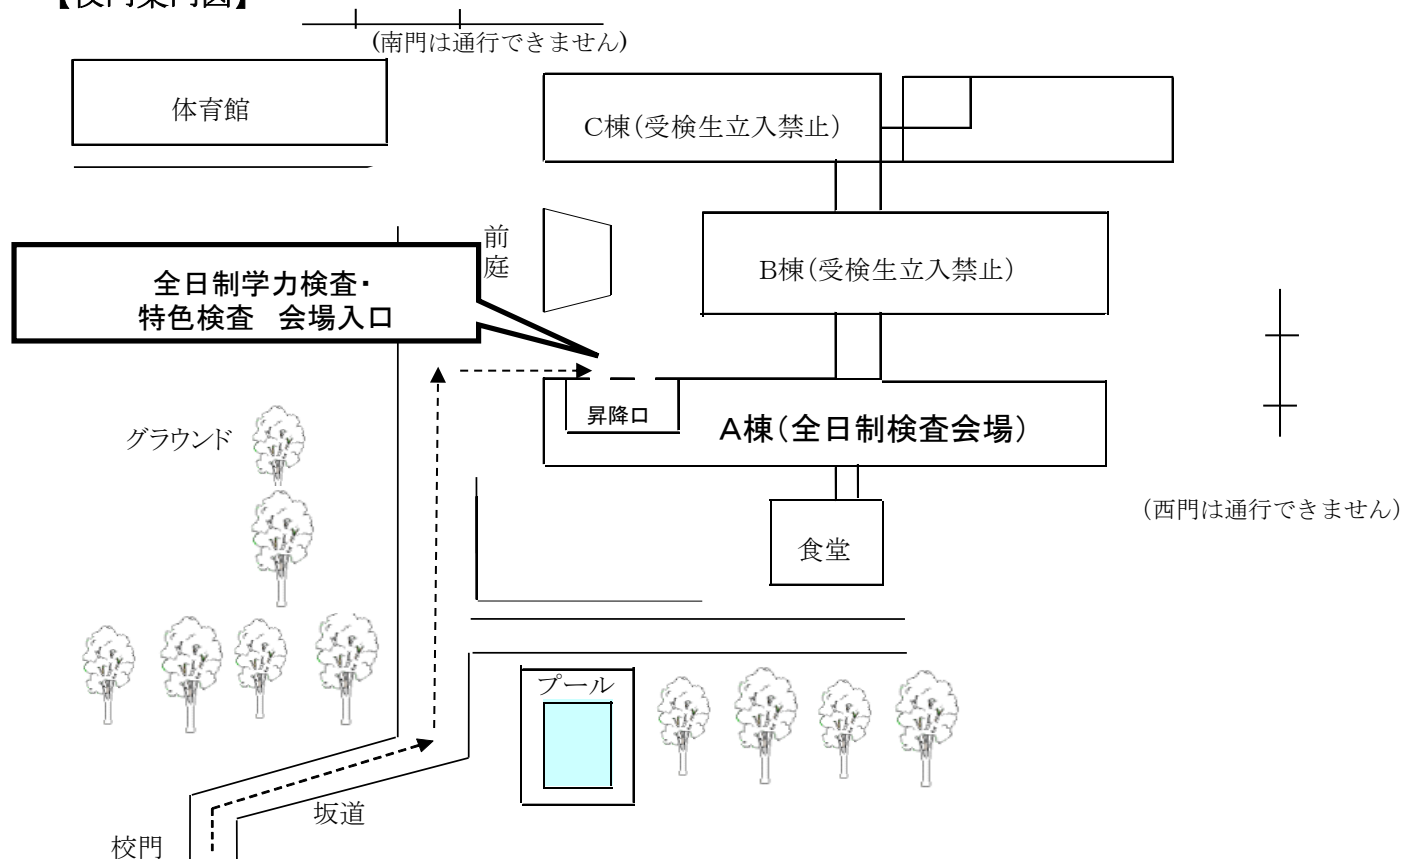 【校内案内図】
(南門は通行できません)
体育館
C棟（受検生立入禁止）
前
庭
B棟（受検生立入禁止）
全日制学力検査・
特色検査　会場入口
昇降口
A棟（全日制検査会場）
グラウンド
（西門は通行できません）
食堂
プール
坂道
校門